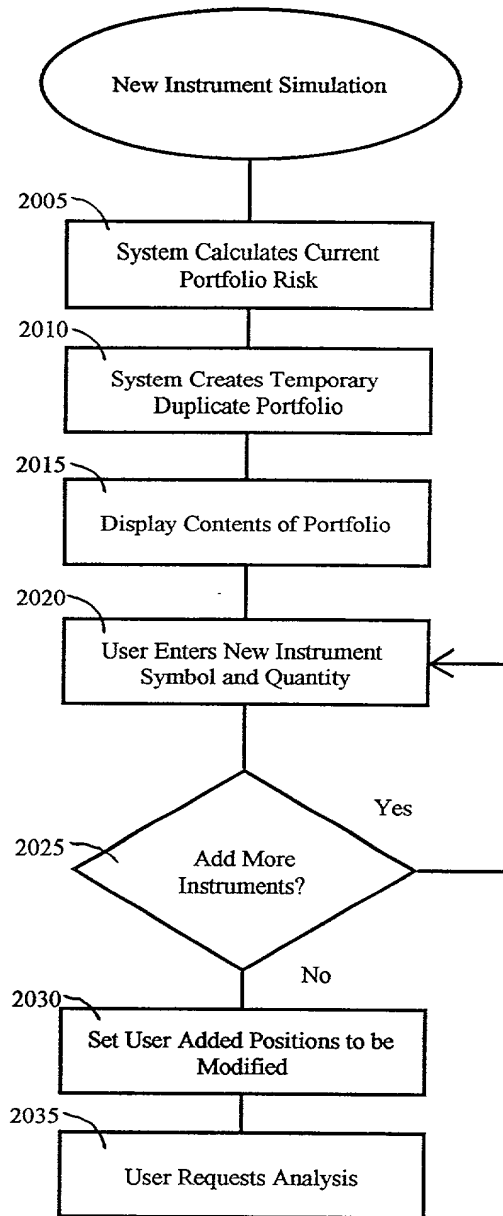 New Instrument Simulation
2005
System Calculates Current
Portfolio Risk
2010
System Creates Temporary
Duplicate Portfolio
2015
Display Contents of Portfolio
2020
User Enters New Instrument
Symbol and Quantity
Yes
2025
Add More
Instruments?
No
2030
Set User Added Positions to be
Modified
2035
User Requests Analysis